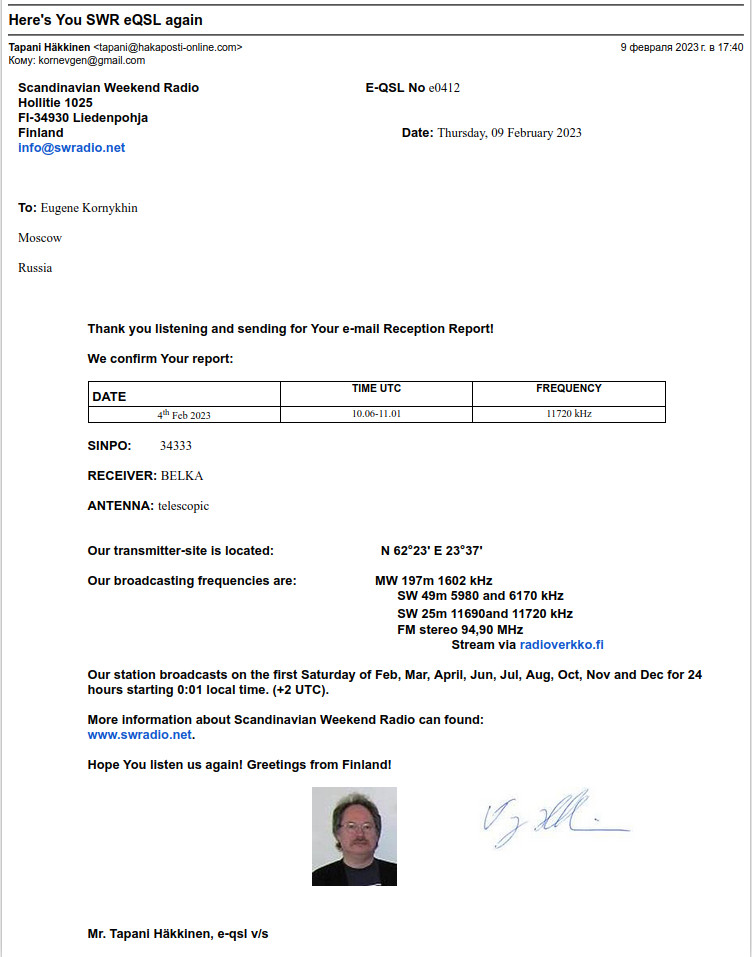 Here's You SWR eQSL again
Tapani Häkkinen <tapani@hakaposti-online.com>
9 февраля 2023 г. в 17:40
Кому: kornevgen@gmail.com
Scandinavian Weekend Radio
E-QSL No e0412
Hollitie 1025
FI-34930 Liedenpohja
Finland
Date: Thursday, 09 February 2023
info@swradio.net
To: Eugene Kornykhin
Moscow
Russia
Thank you listening and sending for Your e-mail Reception Report!
We confirm Your report:
DATE TIME UTC FREQUENCY
4th Feb 2023 10.06-11.01 11720 kHz
SINPO: 34333
RECEIVER: BELKA
ANTENNA: telescopic
Our transmitter-site is located: N 62°23' E 23°37'
Our broadcasting frequencies are: MW 197m 1602 kHz
SW 49m 5980 and 6170 kHz
SW 25m 11690and 11720 kHz
FM stereo 94,90 MHz
Stream via radioverkko.fi
Our station broadcasts on the first Saturday of Feb, Mar, April, Jun, Jul, Aug, Oct, Nov and Dec for 24
hours starting 0:01 local time. (+2 UTC).
More information about Scandinavian Weekend Radio can found:
www.swradio.net.
Hope You listen us again! Greetings from Finland!
Mr. Tapani Häkkinen, e-qsl v/s